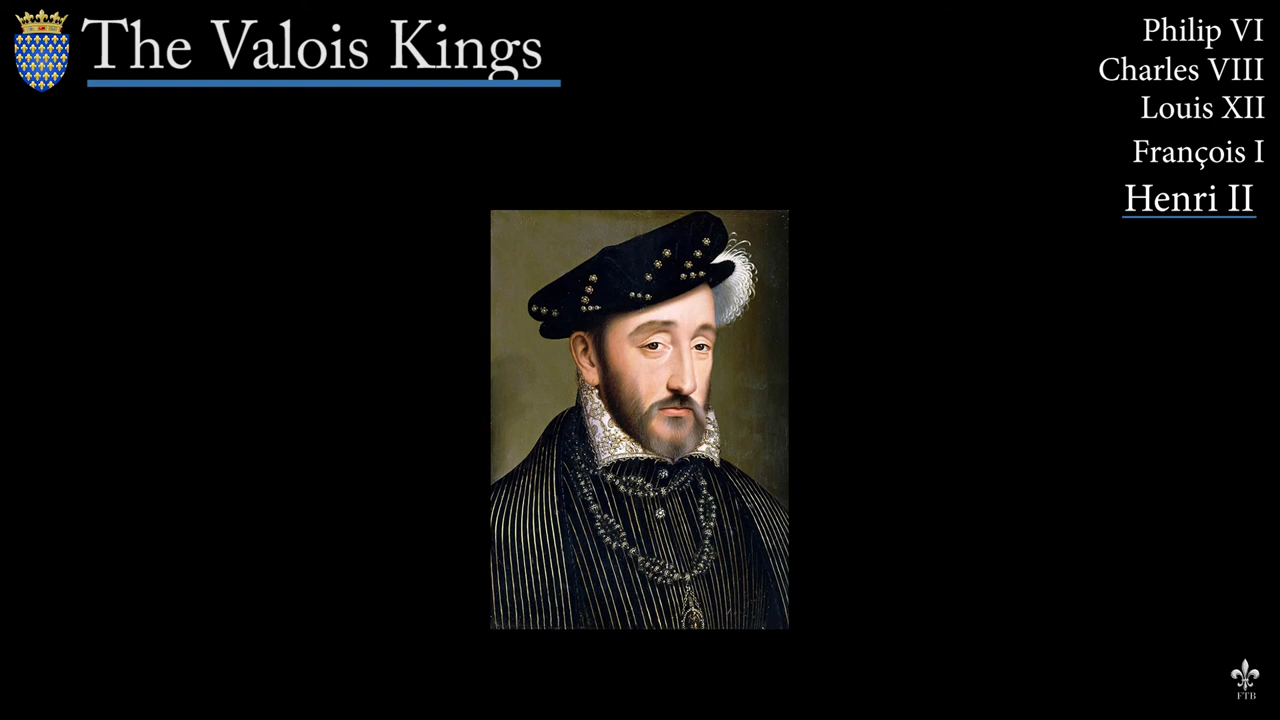 The Valois Kings
Philip VI
Charles VIII
Louis XII
François I
Henri II
FTB